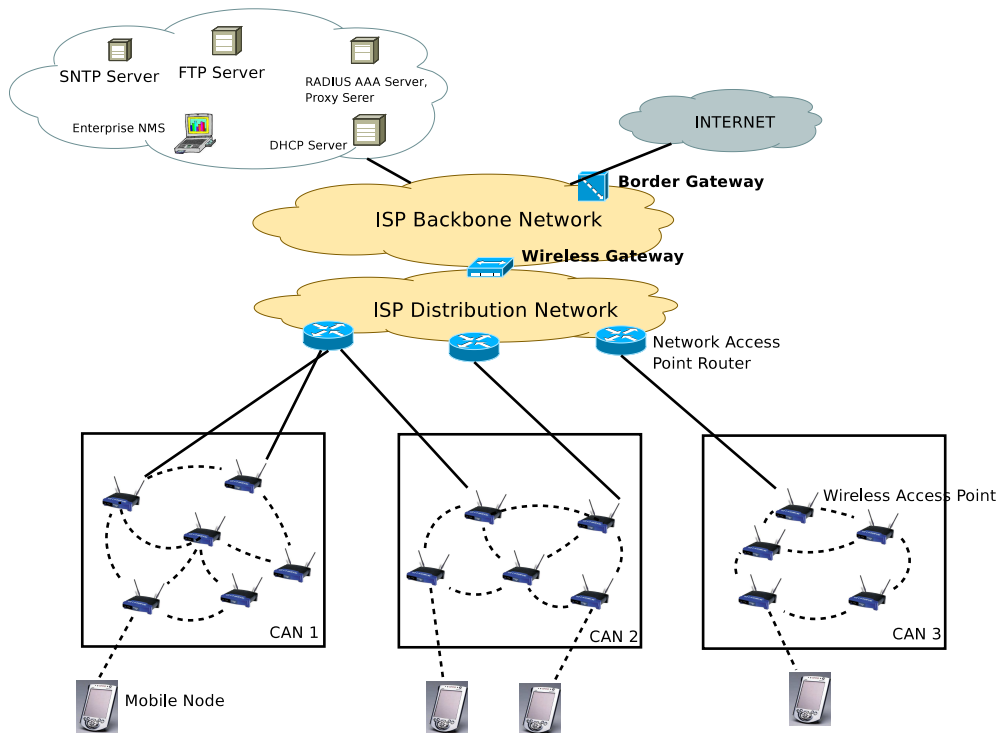 SNTP Server
FTP Server
RADIUS AAA Server,
Proxy Serer
Enterprise NMS
DHCP Server
INTERNET
Border Gateway
ISP Backbone Network
Wireless Gateway
ISP Distribution Network
Network Access
Point Router
Wireless Access Point
CAN 1
CAN 2
CAN 3
Mobile Node